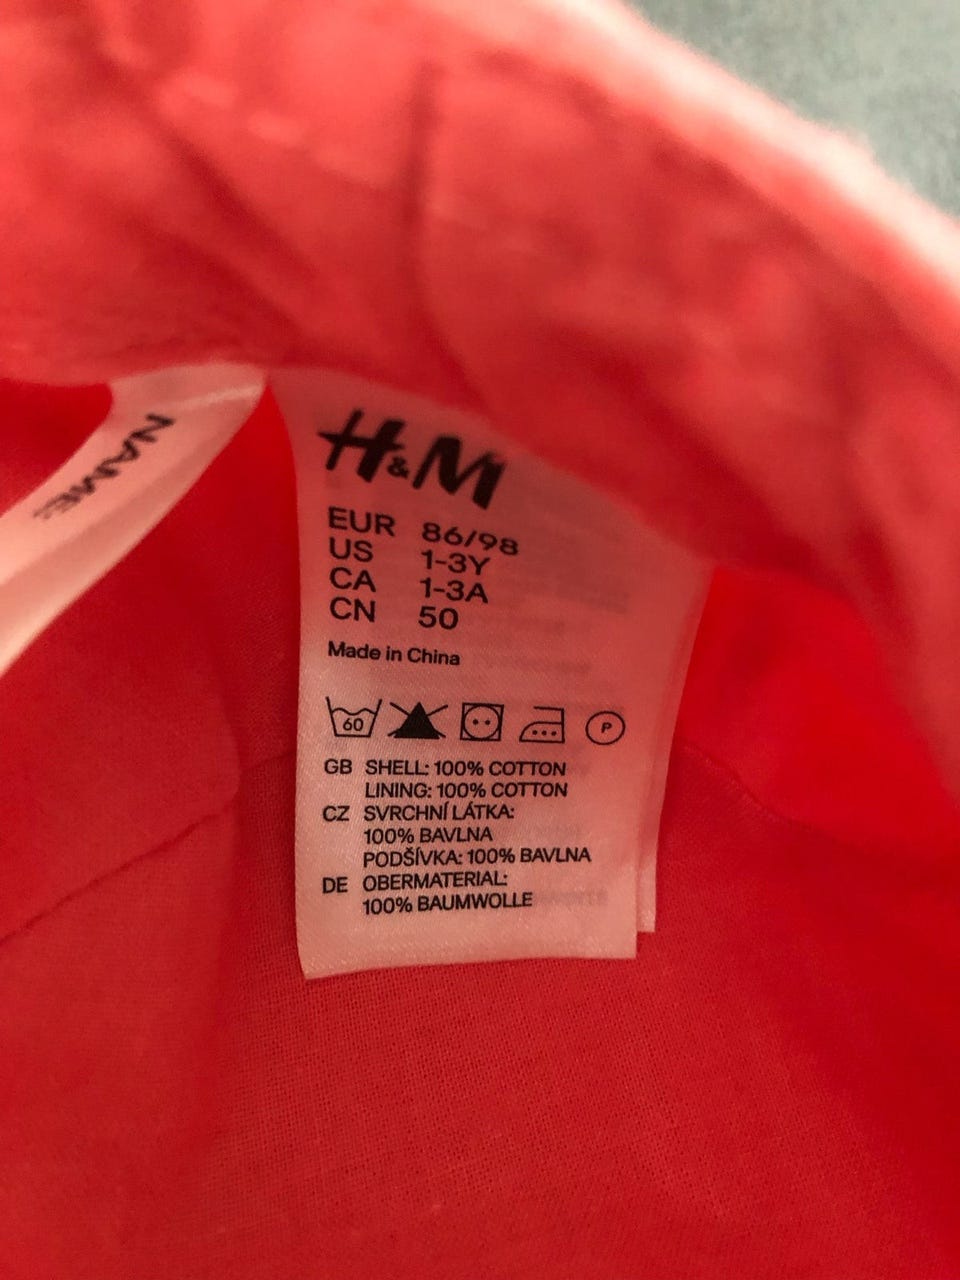 NAME:
H&M
EUR 86/98
US 1-3Y
CA 1-3A
CN 50
Made in China
60
P
GB SHELL: 100% COTTON
LINING: 100% COTTON
CZ SVRCHNÍ LÁTKA:
100% BAVLNA
PODŠÍVKA: 100% BAVLNA
DE OBERMATERIAL:
100% BAUMWOLLE